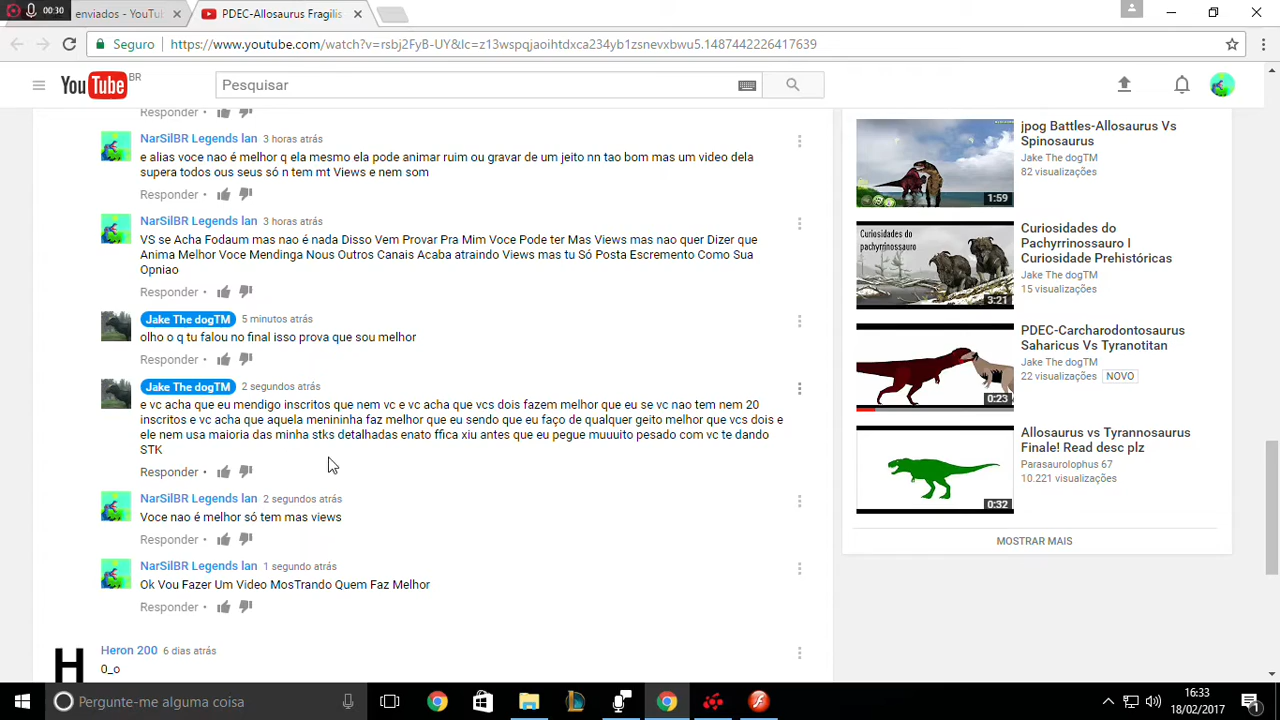 00:30
enviados - YouTu
PDEC-Allosaurus Fragilis
Seguro
https://www.youtube.com/watch?v=rsbj2FyB-UY&lc=z13wspqjaoihtdxca234yb1zsnevxbwu5.1487442226417639
YouTube BR
Pesquisar
Responder
NarSilBR Legends lan 3 horas atrás
e alias voce nao é melhor q ela mesmo ela pode animar ruim ou gravar de um jeito nn tao bom mas um video dela
supera todos ous seus só n tem mt Views e nem som
Responder
NarSilBR Legends lan 3 horas atrás
VS se Acha Fodaum mas nao é nada Disso Vem Provar Pra Mim Voce Pode ter Mas Views mas nao quer Dizer que
Anima Melhor Voce Mendinga Nous Outros Canais Acaba atraindo Views mas tu Só Posta Escremento Como Sua
Opniao
Responder
Jake The dogTM 5 minutos atrás
olho o q tu falou no final isso prova que sou melhor
Responder
Jake The dogTM 2 segundos atrás
e vc acha que eu mendigo inscritos que nem vc e vc acha que vcs dois fazem melhor que eu se vc nao tem nem 20
inscritos e vc acha que aquela menininha faz melhor que eu sendo que eu faço de qualquer geito melhor que vcs dois e
ele nem usa maioria das minha stks detalhadas enato ffica xiu antes que eu pegue muuuito pesado com vc te dando
STK
Responder
NarSilBR Legends lan 2 segundos atrás
Voce nao é melhor só tem mas views
Responder
NarSilBR Legends lan 1 segundo atrás
Ok Vou Fazer Um Video MosTrando Quem Faz Melhor
Responder
H
Heron 200 6 dias atrás
0_o
jpog Battles-Allosaurus Vs
Spinosaurus
Jake The dogTM
82 visualizações
1:59
Curiosidades do
pachyrrinossauro
Curiosidades do
Pachyrrinossauro l
Curiosidade Prehistóricas
Jake The dogTM
15 visualizações
3:21
PDEC-Carcharodontosaurus
Saharicus Vs Tyranotitan
Jake The dogTM
22 visualizações NOVO
0:23
Allosaurus vs Tyrannosaurus
Finale! Read desc plz
Parasaurolophus 67
10.221 visualizações
0:32
MOSTRAR MAIS
Pergunte-me alguma coisa
16:33
18/02/2017
1